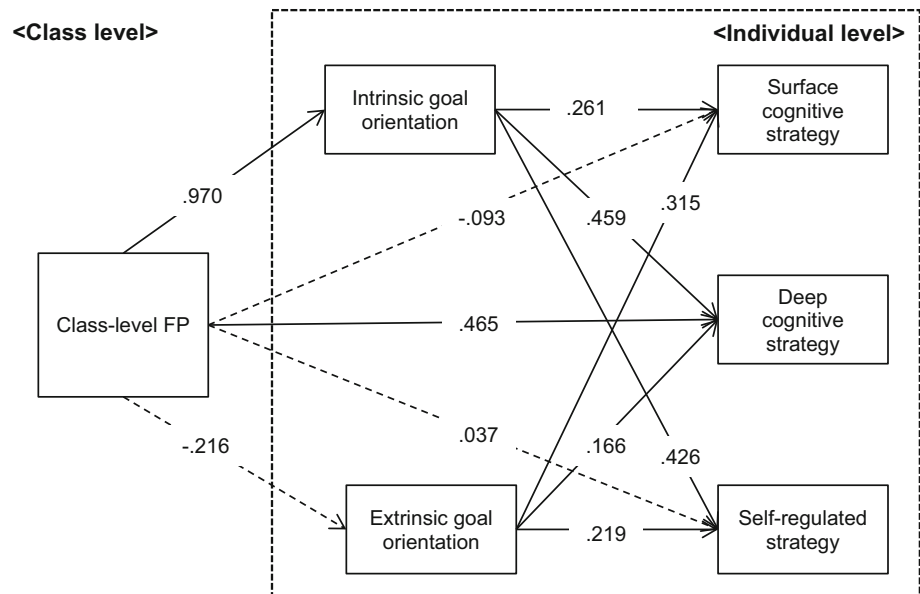 <Class level>
<Individual level>
Intrinsic goal
orientation
Surface
cognitive
strategy
.261
.970
-.093
.459
.315
Class-level FP
.465
Deep
cognitive
strategy
-.216
.037
.166
.426
Extrinsic goal
orientation
.219
Self-regulated
strategy